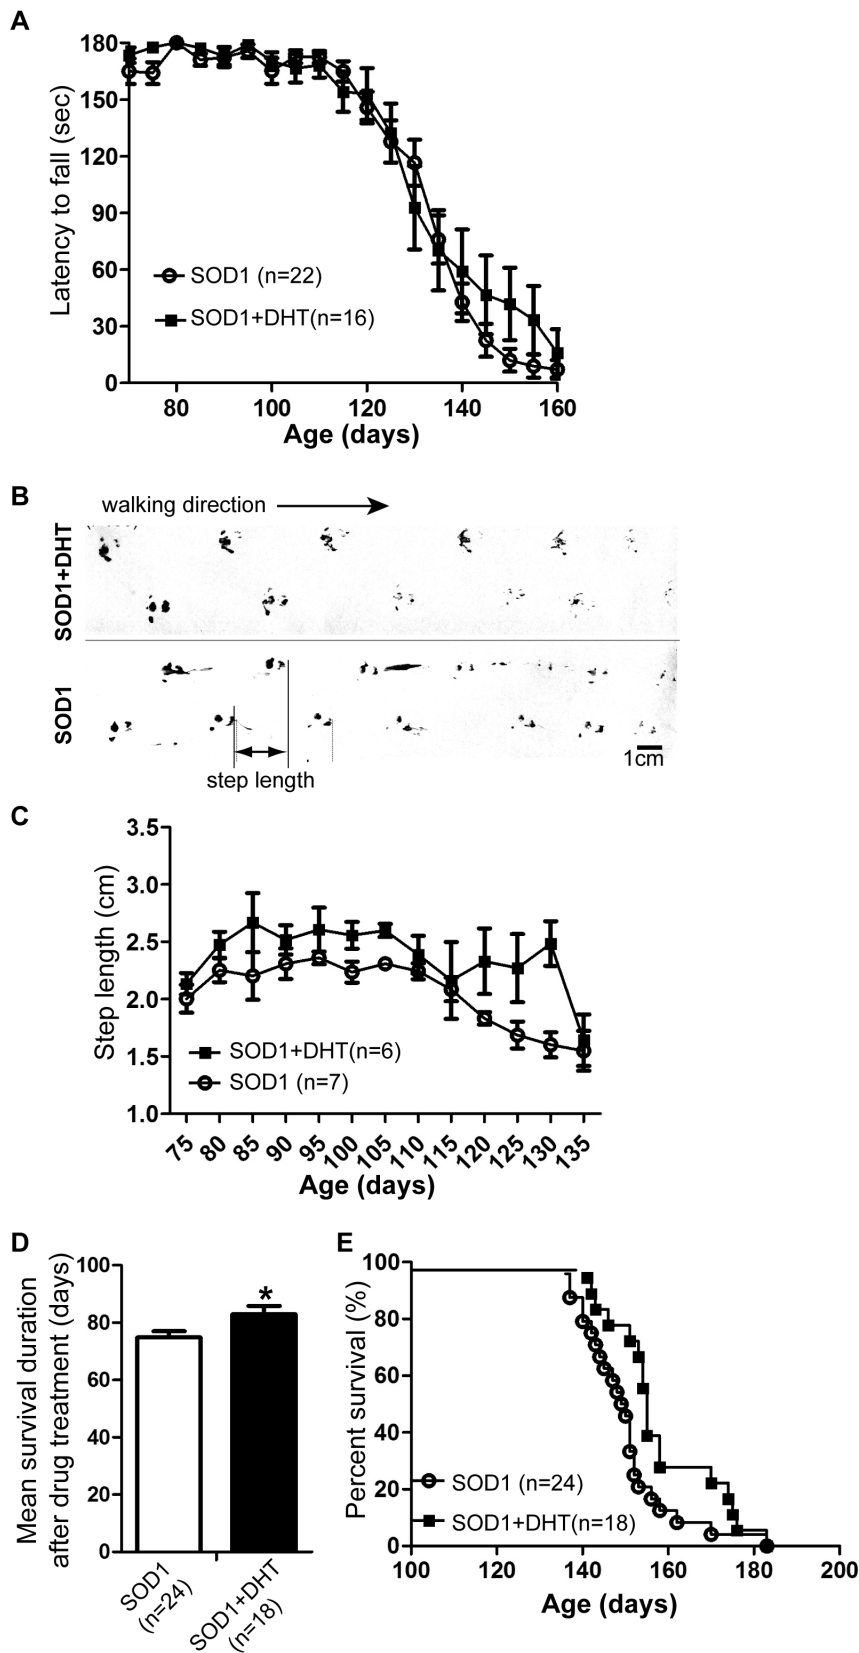 A
180
150
120
90
60
30
0
Latency to fall (sec)
SOD1 (n=22)
SOD1+DHT(n=16)
80 100 120 140 160
Age (days)
B
walking direction
SOD1+DHT
SOD1
step length
1cm
C
3.5
3.0
2.5
2.0
1.5
1.0
Step length (cm)
SOD1+DHT(n=6)
SOD1 (n=7)
75 80 85 90 95 100 105 110 115 120 125 130 135
Age (days)
D
Mean survival duration
after drug treatment (days)
100
80
60
40
20
0
*
SOD1
(n=24)
SOD1+DHT
(n=18)
E
100
80
60
40
20
0
Percent survival (%)
SOD1 (n=24)
SOD1+DHT(n=18)
100 120 140 160 180 200
Age (days)